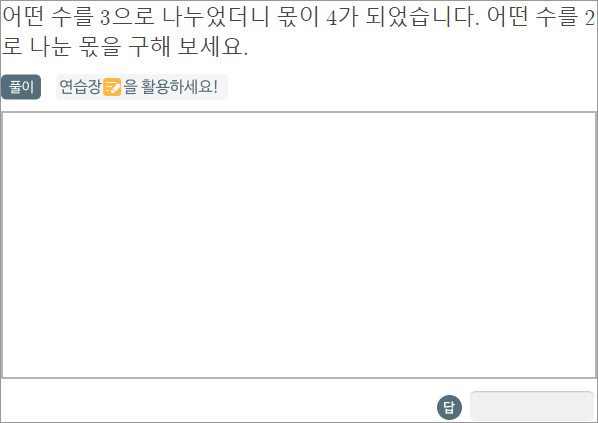 어떤 수를 3으로 나누었더니 몫이 4가 되었습니다. 어떤 수를 2
로 나눈 몫을 구해 보세요.
풀이 연습장을 활용하세요!
답